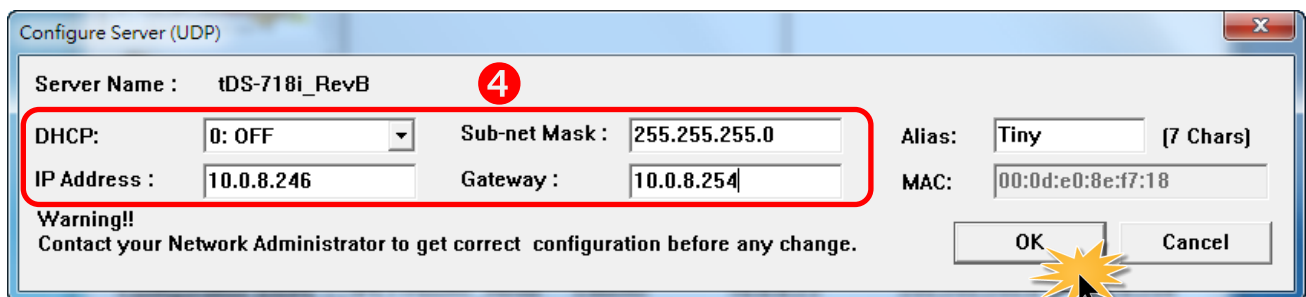 Configure Server (UDP)
x
Server Name : tDS-718i_RevB
4
DHCP: 0: OFF Sub-net Mask : 255.255.255.0 Alias: Tiny (7 Chars)
IP Address : 10.0.8.246 Gateway : 10.0.8.254 MAC: 00:0d:e0:8e:f7:18
Warning!!
Contact your Network Administrator to get correct configuration before any change.
OK Cancel